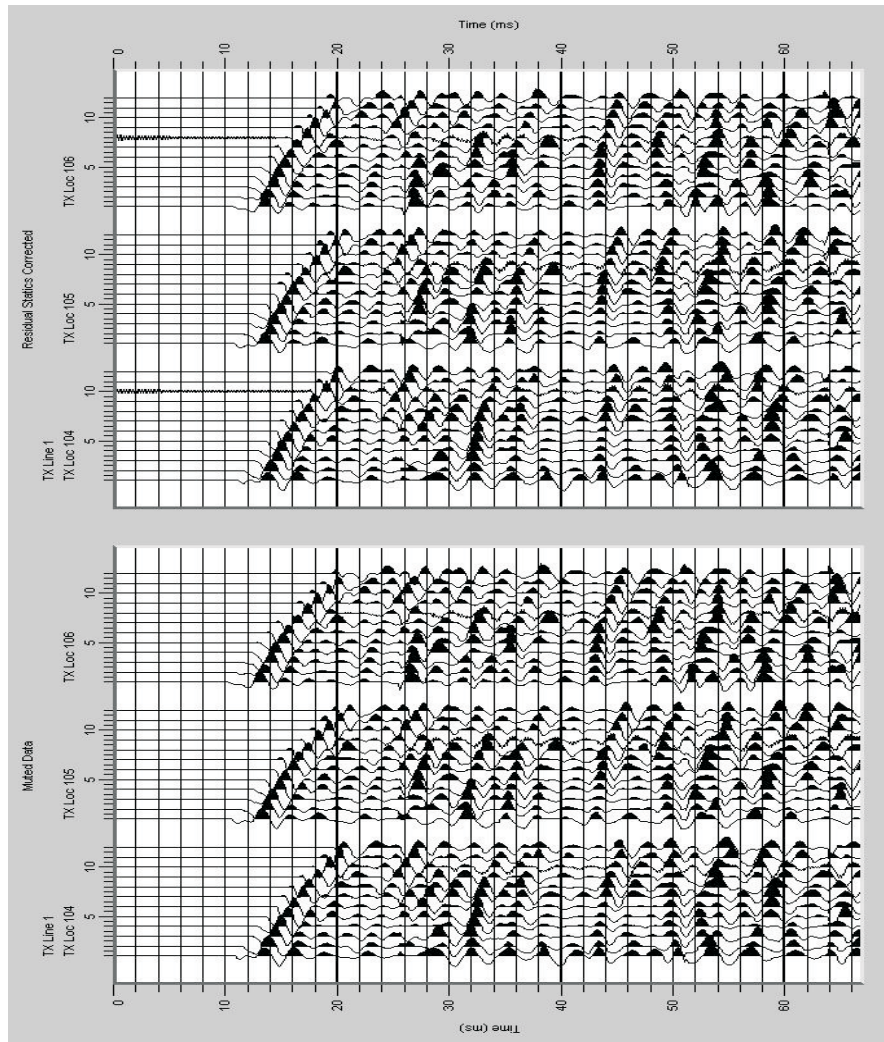 Time (ms)
0 10 20 30 40 50 60
Residual Statics Corrected
TX Line 1
TX Loc 104 5 10 TX Loc 105 5 10 TX Loc 106 5 10
Muted Data
TX Line 1
TX Loc 104 5 10 TX Loc 105 5 10 TX Loc 106 5 10
0 10 20 30 40 50 60
Time (ms)